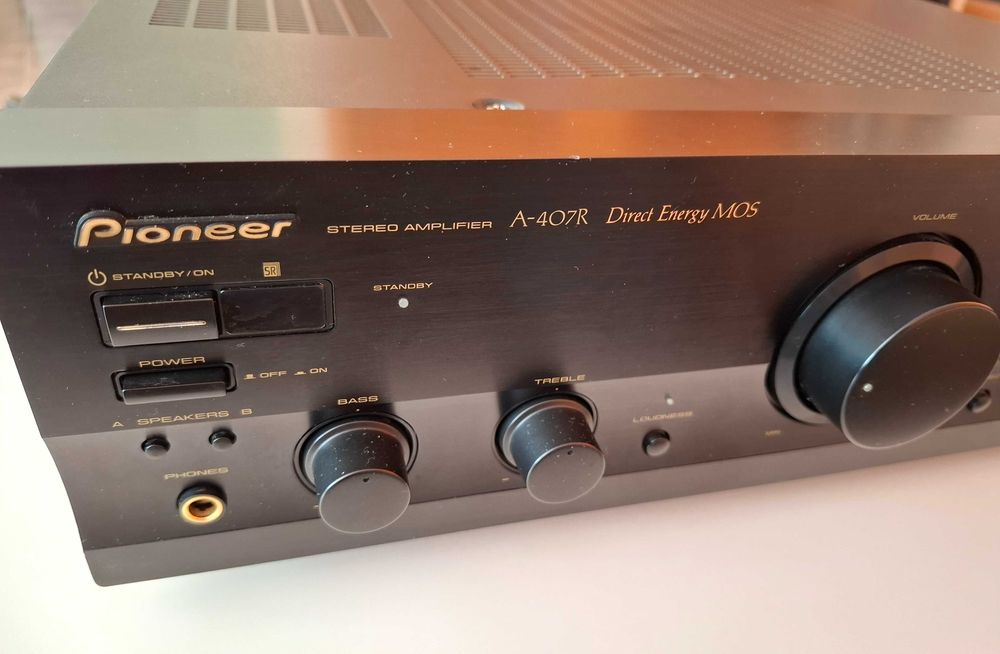 Pioneer
STEREO AMPLIFIER A-407R Direct Energy MOS
VOLUME
STANDBY/ON
SR
STANDBY
POWER
OFF ON
A SPEAKERS B
BASS
TREBLE
LOUDNESS
MIN
PHONES